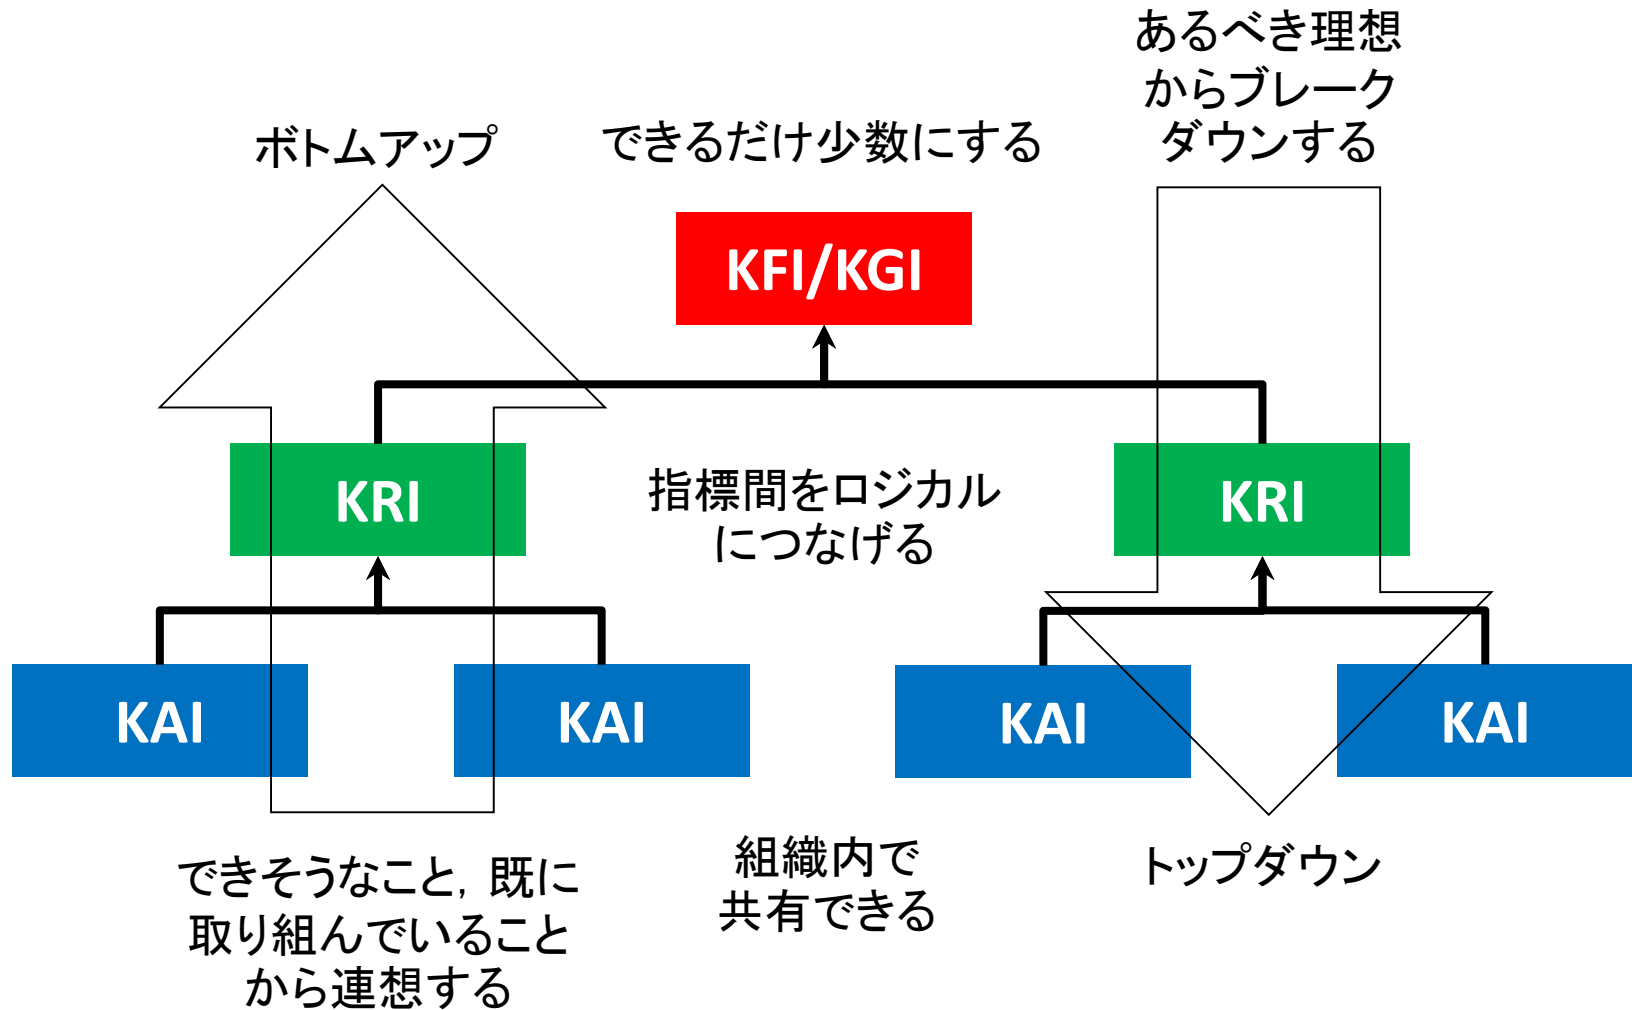 あるべき理想
からブレーク
ダウンする
ボトムアップ
できるだけ少数にする
KFI/KGI
KRI
指標間をロジカル
につなげる
KRI
KAI
KAI
KAI
KAI
できそうなこと，既に
取り組んでいること
から連想する
組織内で
共有できる
トップダウン